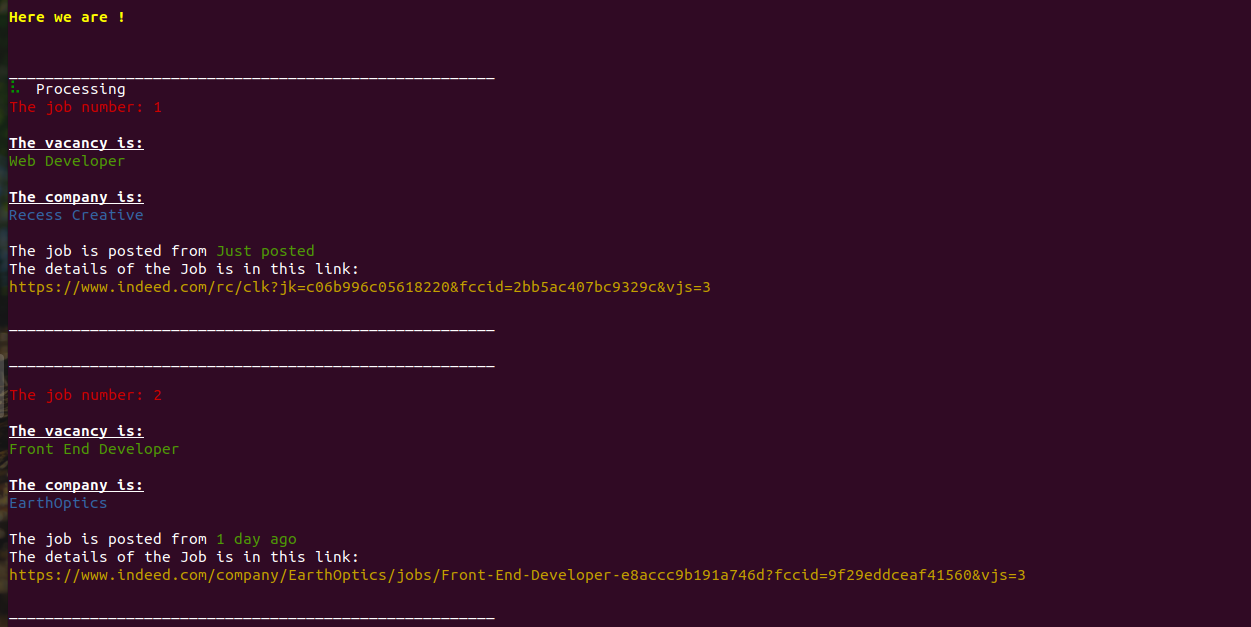 Here we are !
______________________________________________________
⠧ Processing
The job number: 1
The vacancy is:
Web Developer
The company is:
Recess Creative
The job is posted from Just posted
The details of the Job is in this link:
https://www.indeed.com/rc/clk?jk=c06b996c05618220&fccid=2bb5ac407bc9329c&vjs=3
______________________________________________________
______________________________________________________
The job number: 2
The vacancy is:
Front End Developer
The company is:
EarthOptics
The job is posted from 1 day ago
The details of the Job is in this link:
https://www.indeed.com/company/EarthOptics/jobs/Front-End-Developer-e8accc9b191a746d?fccid=9f29eddceaf41560&vjs=3
______________________________________________________